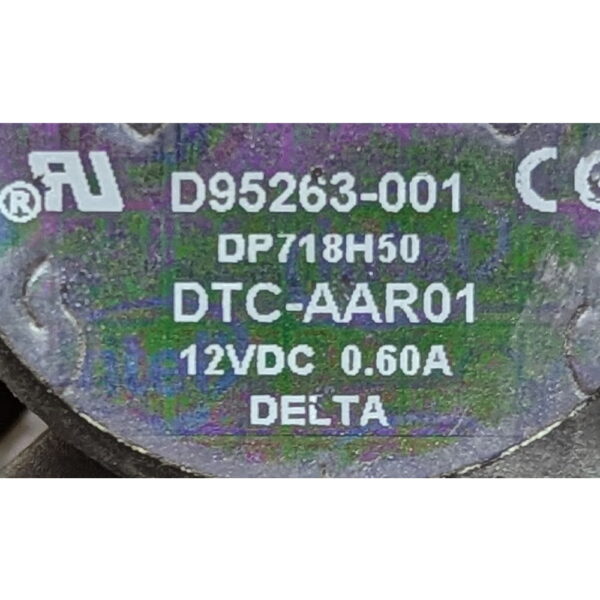 D95263-001
DP718H50
DTC-AAR01
12VDC 0.60A
DELTA